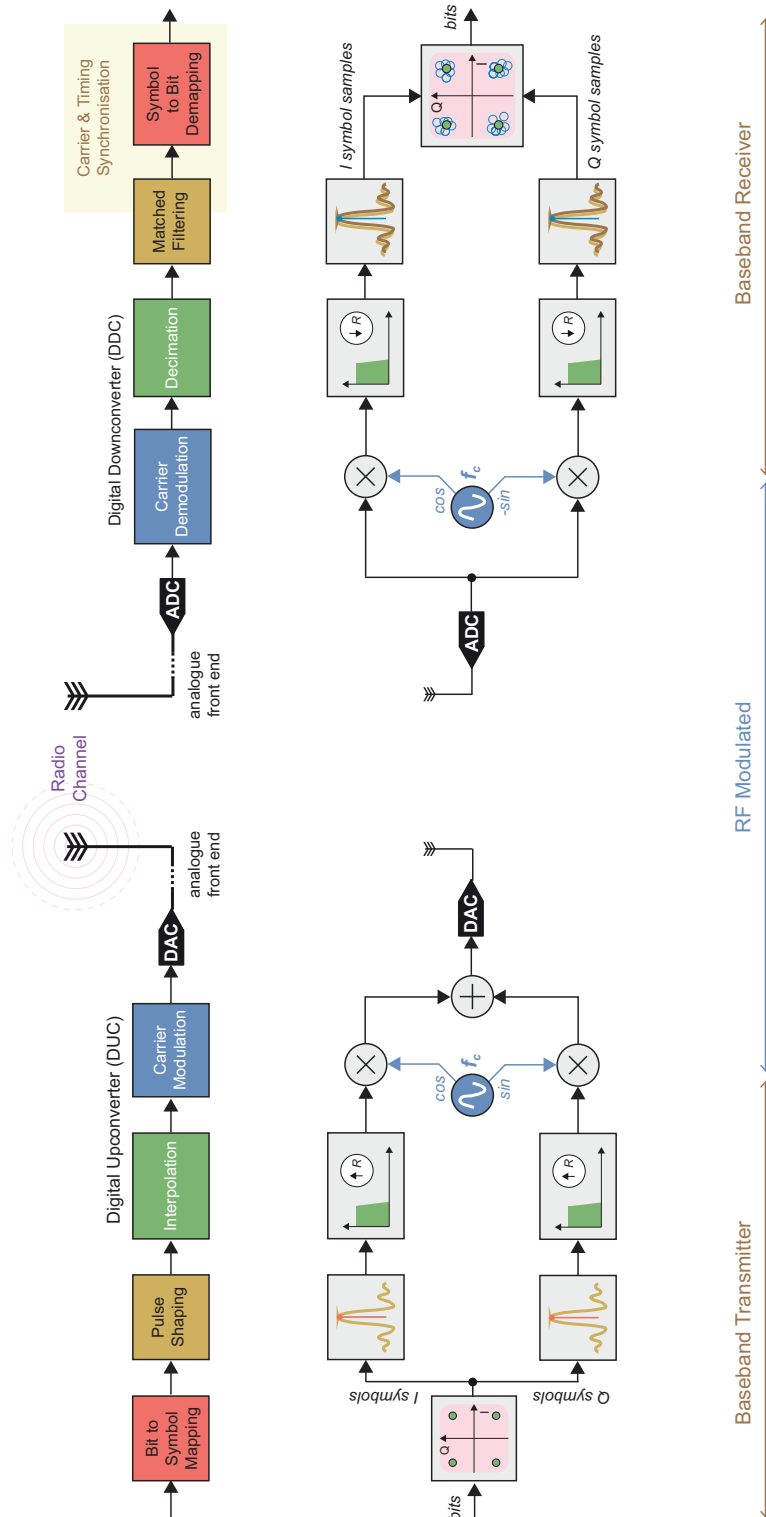 Bit to
Symbol
Mapping
Pulse
Shaping
Digital Upconverter (DUC)
Interpolation
Carrier
Modulation
DAC
analogue
front end
Radio
Channel
analogue
front end
ADC
Digital Downconverter (DDC)
Carrier
Demodulation
Decimation
Matched
Filtering
Carrier & Timing
Synchronisation
Symbol
to Bit
Demapping
bits
Q
I
I symbols
Q symbols
R
R
cos
fc
sin
DAC
ADC
cos
fc
-sin
R
R
I symbol samples
Q symbol samples
Q
I
bits
Baseband Transmitter
RF Modulated
Baseband Receiver